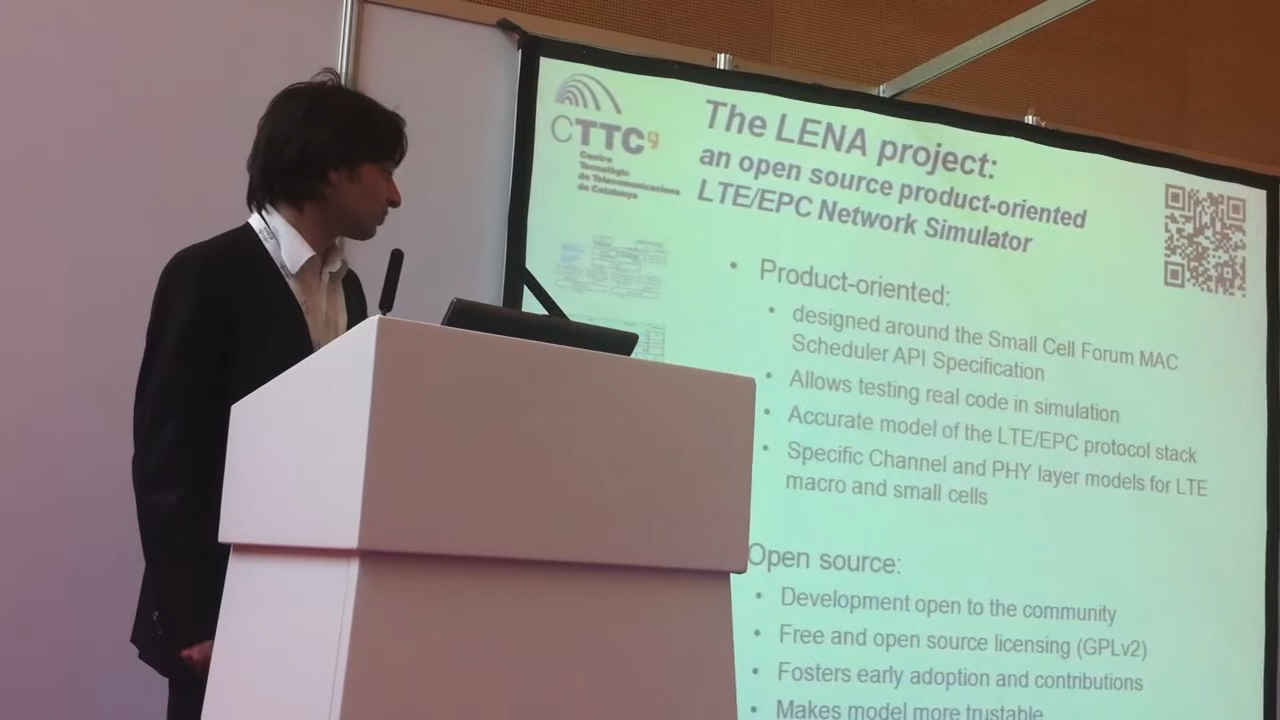 CTTC
Centre
Tecnològic
de Telecomunicacions
de Catalunya
The LENA project:
an open source product-oriented
LTE/EPC Network Simulator
• Product-oriented:
• designed around the Small Cell Forum MAC
Scheduler API Specification
• Allows testing real code in simulation
• Accurate model of the LTE/EPC protocol stack
• Specific Channel and PHY layer models for LTE
macro and small cells
Open source:
• Development open to the community
• Free and open source licensing (GPLv2)
• Fosters early adoption and contributions
• Makes model more trustable